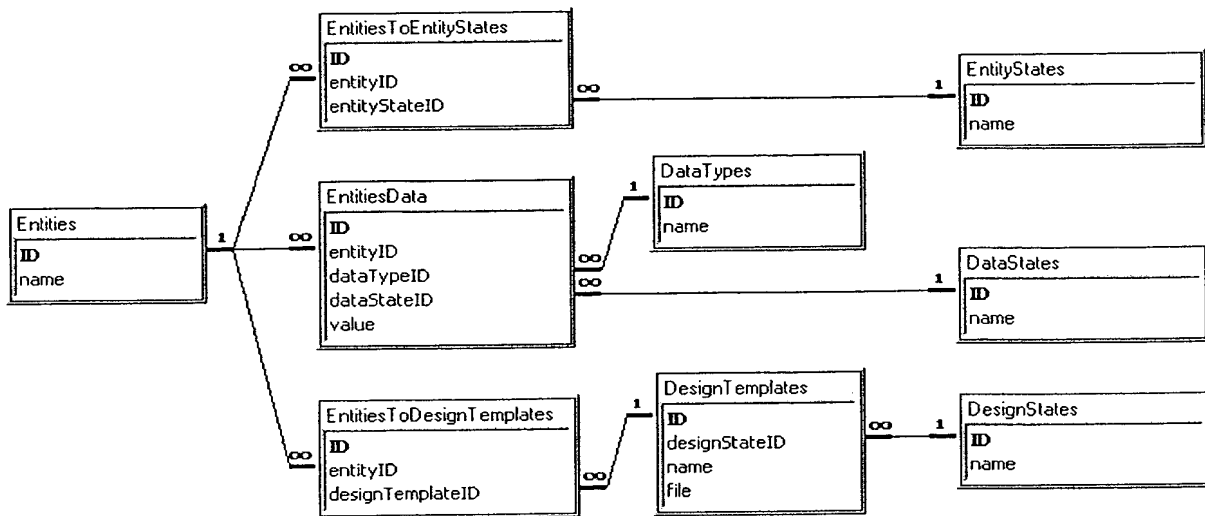 EntitiesToEntityStates
ID
entityID
entityStateID
EntityStates
ID
name
Entities
ID
name
EntitiesData
ID
entityID
dataTypeID
dataStateID
value
DataTypes
ID
name
DataStates
ID
name
EntitiesToDesignTemplates
ID
entityID
designTemplateID
DesignTemplates
ID
designStateID
name
file
DesignStates
ID
name
1
∞
∞
∞
∞
1
∞
1
∞
1
∞
1
∞
1